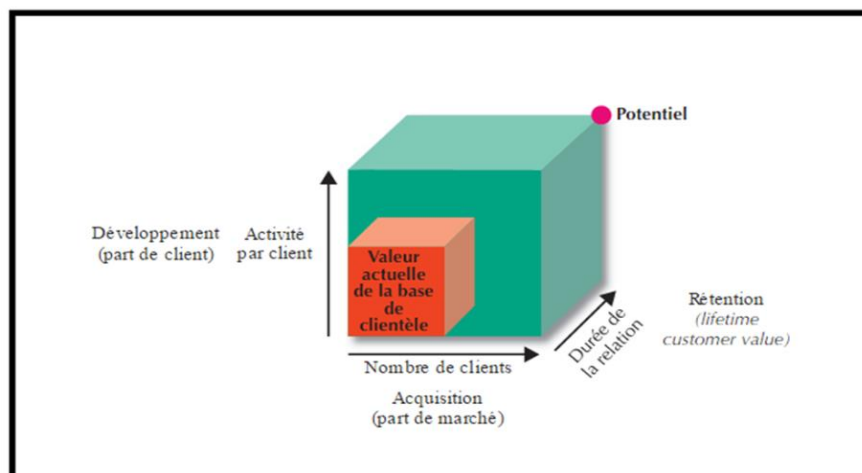 Potentiel
Développement
(part de client)
Activité
par client
Valeur
actuelle
de la base
de
clientèle
Durée de
la relation
Rétention
(lifetime
customer value)
Nombre de clients
Acquisition
(part de marché)